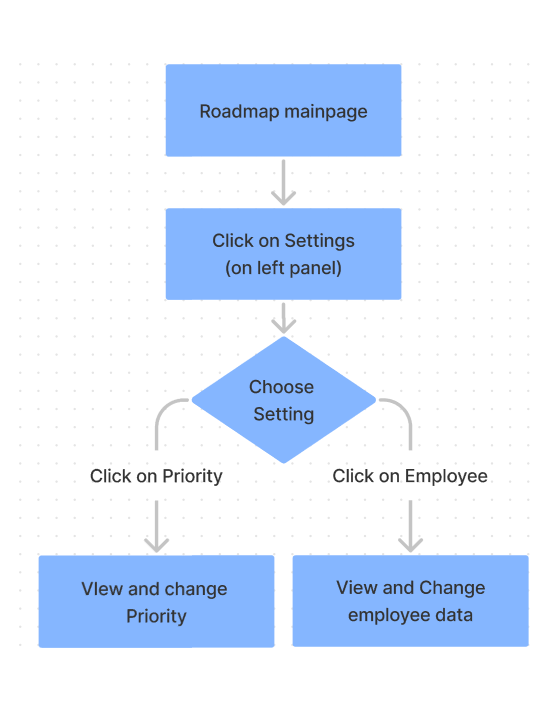 Roadmap mainpage
Click on Settings
(on left panel)
Choose
Setting
Click on Priority
Click on Employee
VIew and change
Priority
View and Change
employee data